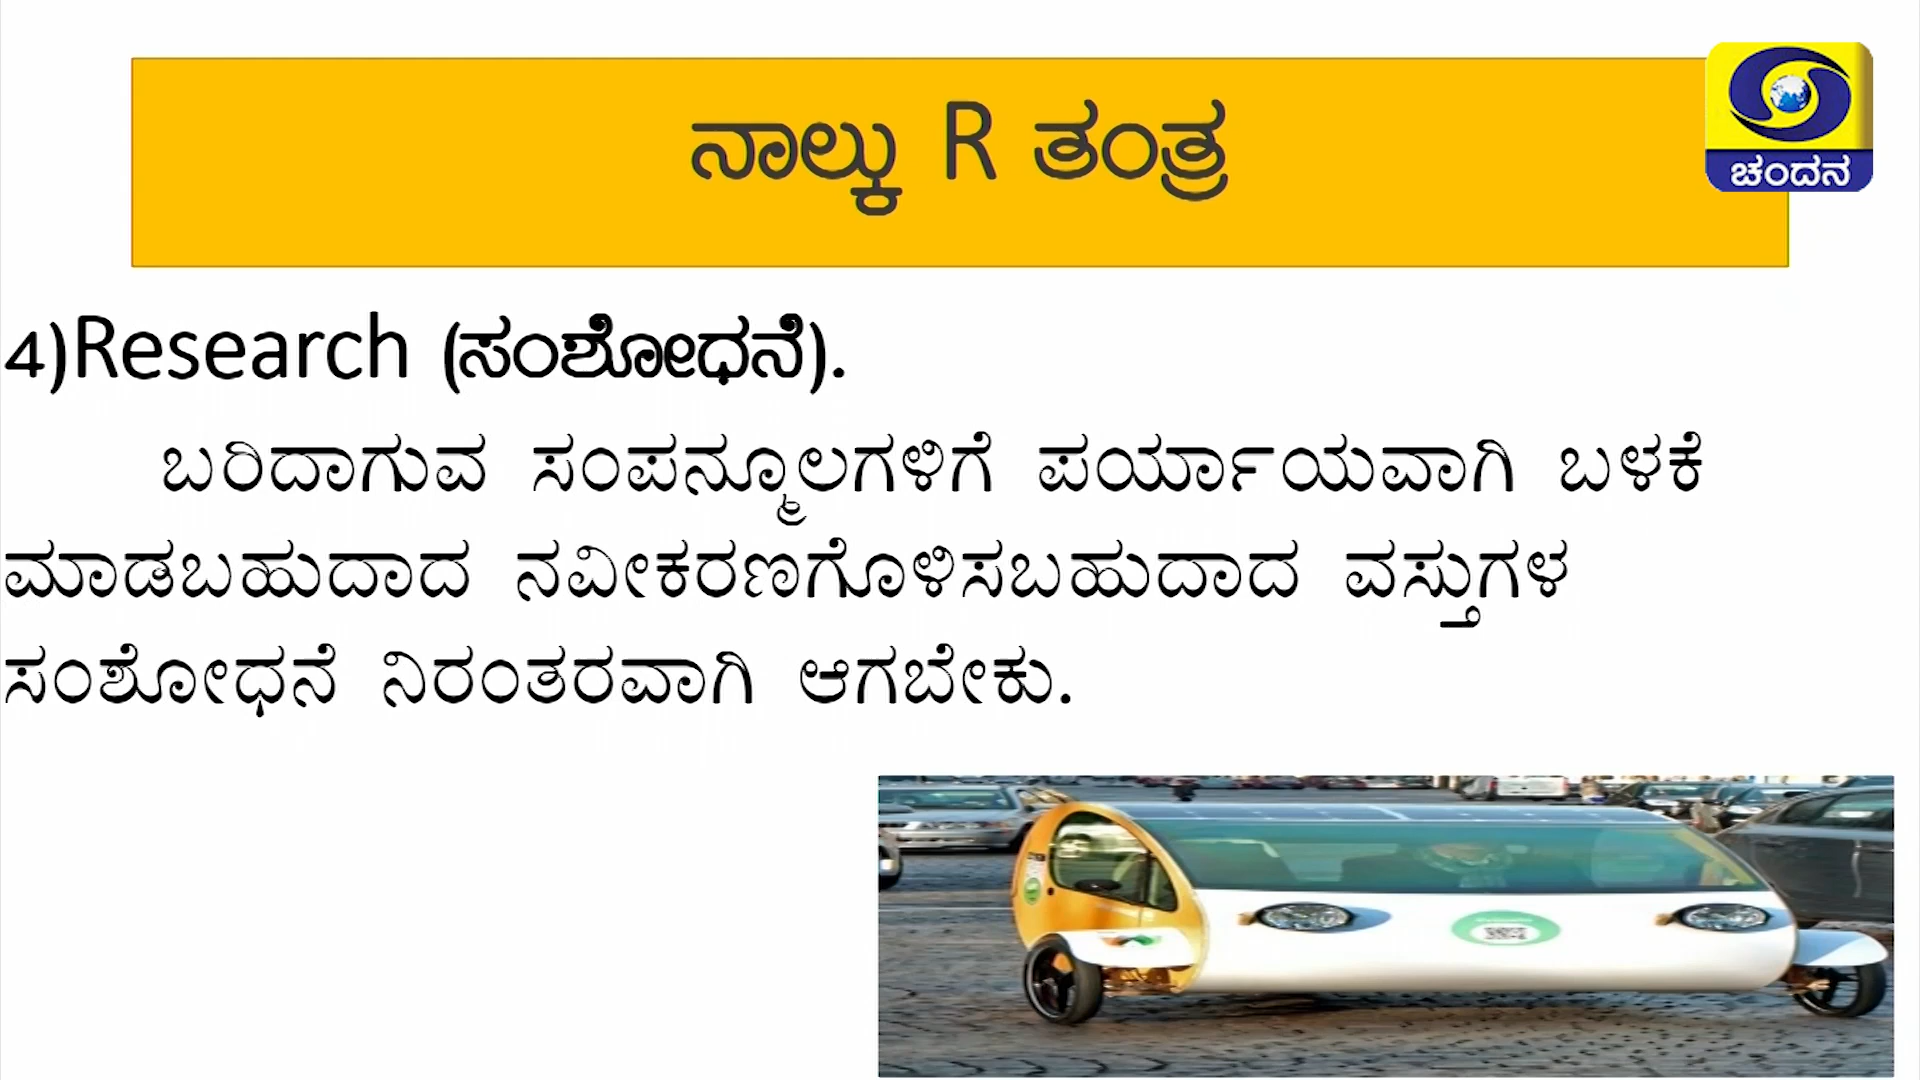 ನಾಲ್ಕು R ತಂತ್ರ
ಚಂದನ
4)Research (ಸಂಶೋಧನೆ).
ಬರಿದಾಗುವ ಸಂಪನ್ಮೂಲಗಳಿಗೆ ಪರ್ಯಾಯವಾಗಿ ಬಳಕೆ
ಮಾಡಬಹುದಾದ ನವೀಕರಣಗೊಳಿಸಬಹುದಾದ ವಸ್ತುಗಳ
ಸಂಶೋಧನೆ ನಿರಂತರವಾಗಿ ಆಗಬೇಕು.